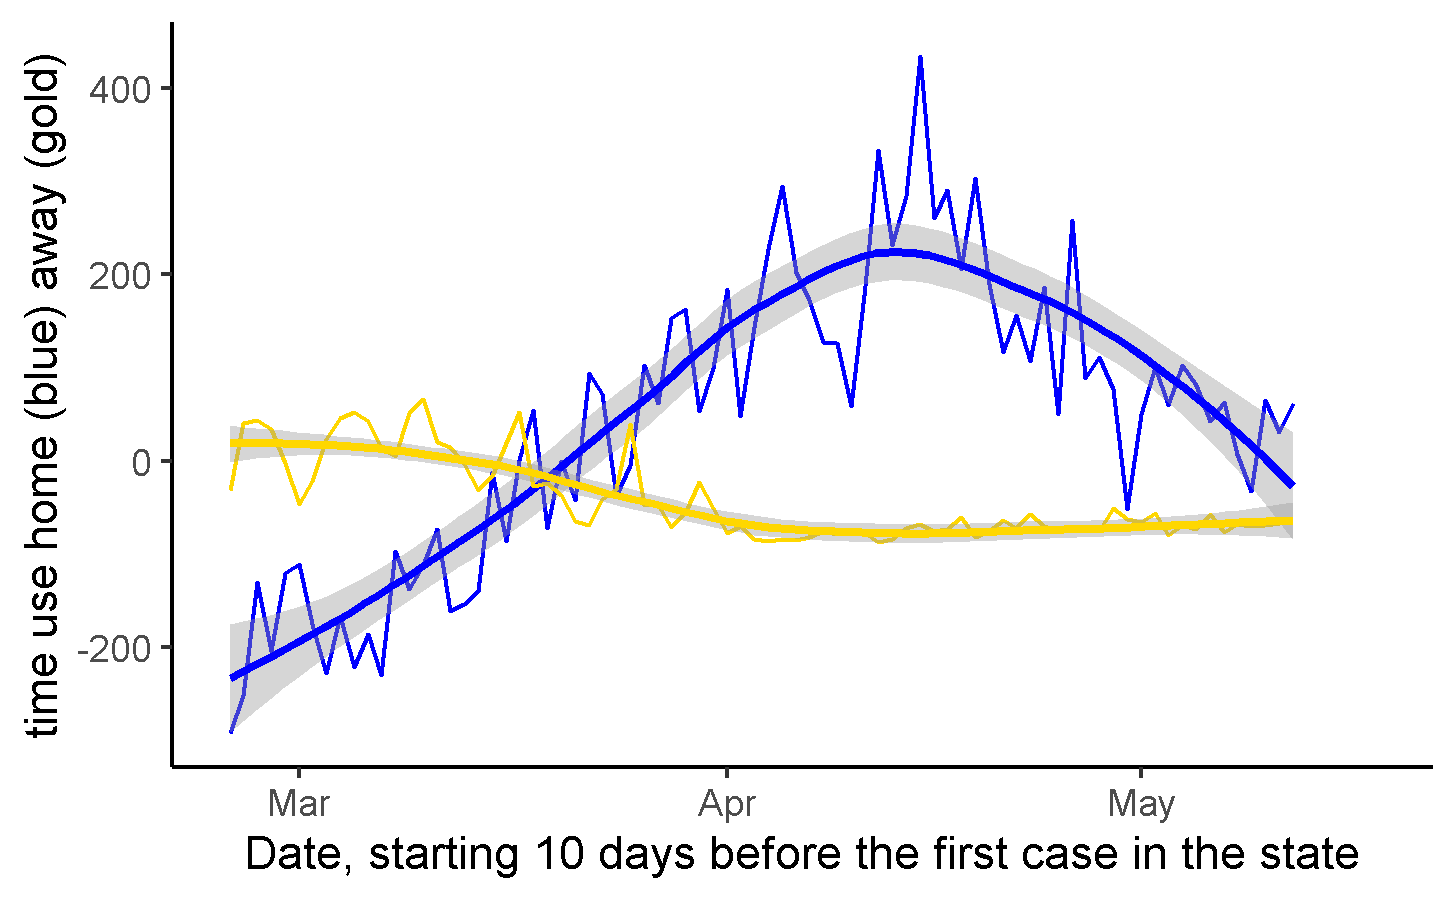 time use home (blue) away (gold)
400
200
0
-200
Mar Apr May
Date, starting 10 days before the first case in the state